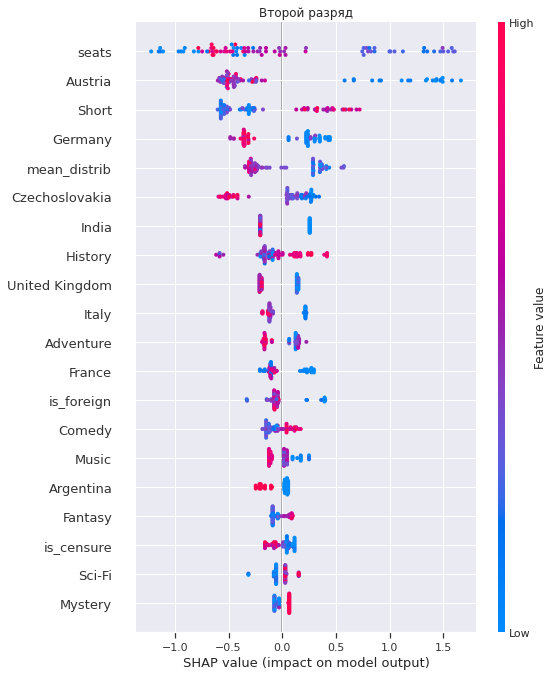 Второй разряд
High
seats
Austria
Short
Germany
mean_distrib
Czechoslovakia
India
History
United Kingdom
Italy
Adventure
France
is_foreign
Comedy
Music
Argentina
Fantasy
is_censure
Sci-Fi
Mystery
Feature value
Low
−1.0 −0.5 0.0 0.5 1.0 1.5
SHAP value (impact on model output)